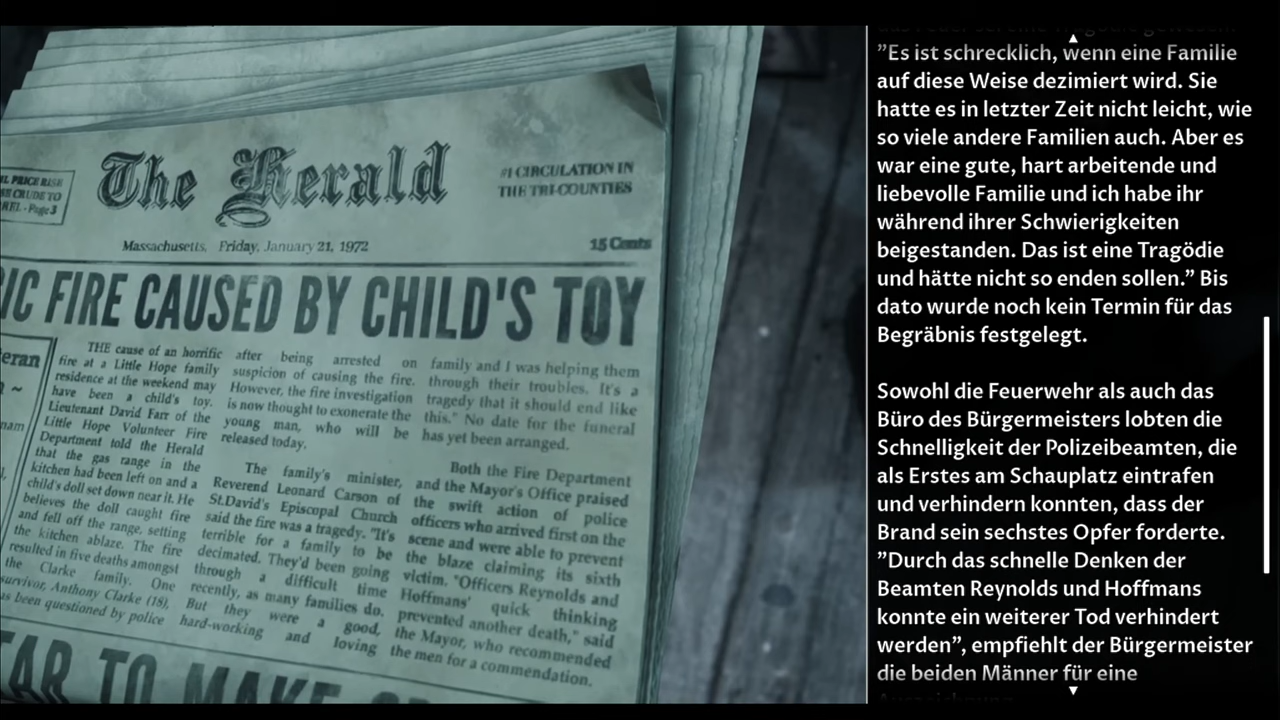 IL PRICE RISE
SE CRUDE TO
REL - Page 3
The Herald
#1 CIRCULATION IN
THE TRI-COUNTIES
Massachusetts, Friday, January 21, 1972
15 Cents
IC FIRE CAUSED BY CHILD'S TOY
eran
~
nam
THE cause of an horrific
fire at a Little Hope family
residence at the weekend may
have been a child's toy.
Lieutenant David Farr of the
Little Hope Volunteer Fire
Department told the Herald
that the gas range in the
kitchen had been left on and a
child's doll set down near it. He
believes the doll caught fire
and fell off the range, setting
the kitchen ablaze. The fire
resulted in five deaths amongst
the Clarke family. One
survivor, Anthony Clarke (18),
as been questioned by police
after being arrested on
suspicion of causing the fire.
However, the fire investigation
is now thought to exonerate the
young man, who will be
released today.
The family's minister,
Reverend Leonard Carson of
St.David's Episcopal Church
said the fire was a tragedy. "It's
terrible for a family to be
decimated. They'd been going
through a difficult time
recently, as many families do.
But they were a good,
hard-working and loving
family and I was helping them
through their troubles. It's a
tragedy that it should end like
this." No date for the funeral
has yet been arranged.
Both the Fire Department
and the Mayor's Office praised
the swift action of police
officers who arrived first on the
scene and were able to prevent
the blaze claiming its sixth
victim. "Officers Reynolds and
Hoffmans' quick thinking
prevented another death," said
the Mayor, who recommended
the men for a commendation.
AR TO MAKE
”Es ist schrecklich, wenn eine Familie
auf diese Weise dezimiert wird. Sie
hatte es in letzter Zeit nicht leicht, wie
so viele andere Familien auch. Aber es
war eine gute, hart arbeitende und
liebevolle Familie und ich habe ihr
während ihrer Schwierigkeiten
beigestanden. Das ist eine Tragödie
und hätte nicht so enden sollen.” Bis
dato wurde noch kein Termin für das
Begräbnis festgelegt.
Sowohl die Feuerwehr als auch das
Büro des Bürgermeisters lobten die
Schnelligkeit der Polizeibeamten, die
als Erstes am Schauplatz eintrafen
und verhindern konnten, dass der
Brand sein sechstes Opfer forderte.
”Durch das schnelle Denken der
Beamten Reynolds und Hoffmans
konnte ein weiterer Tod verhindert
werden”, empfiehlt der Bürgermeister
die beiden Männer für eine